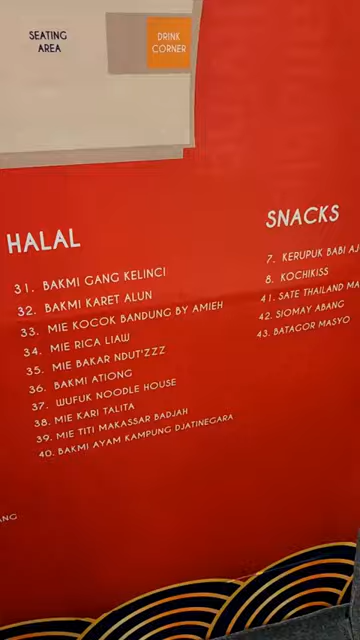 SEATING
AREA
DRINK
CORNER
HALAL
31. BAKMI GANG KELINCI
32. BAKMI KARET ALUN
33. MIE KOCOK BANDUNG BY AMIEH
34. MIE RICA LIAW
35. MIE BAKAR NDUT'ZZZ
36. BAKMI ATIONG
37. WUFUK NOODLE HOUSE
38. MIE KARI TALITA
39. MIE TITI MAKASSAR BADJAH
40. BAKMI AYAM KAMPUNG DJATINEGARA
SNACKS
7. KERUPUK BABI AJ
8. KOCHIKISS
41. SATE THAILAND MA
42. SIOMAY ABANG
43. BATAGOR MASYO
ANG